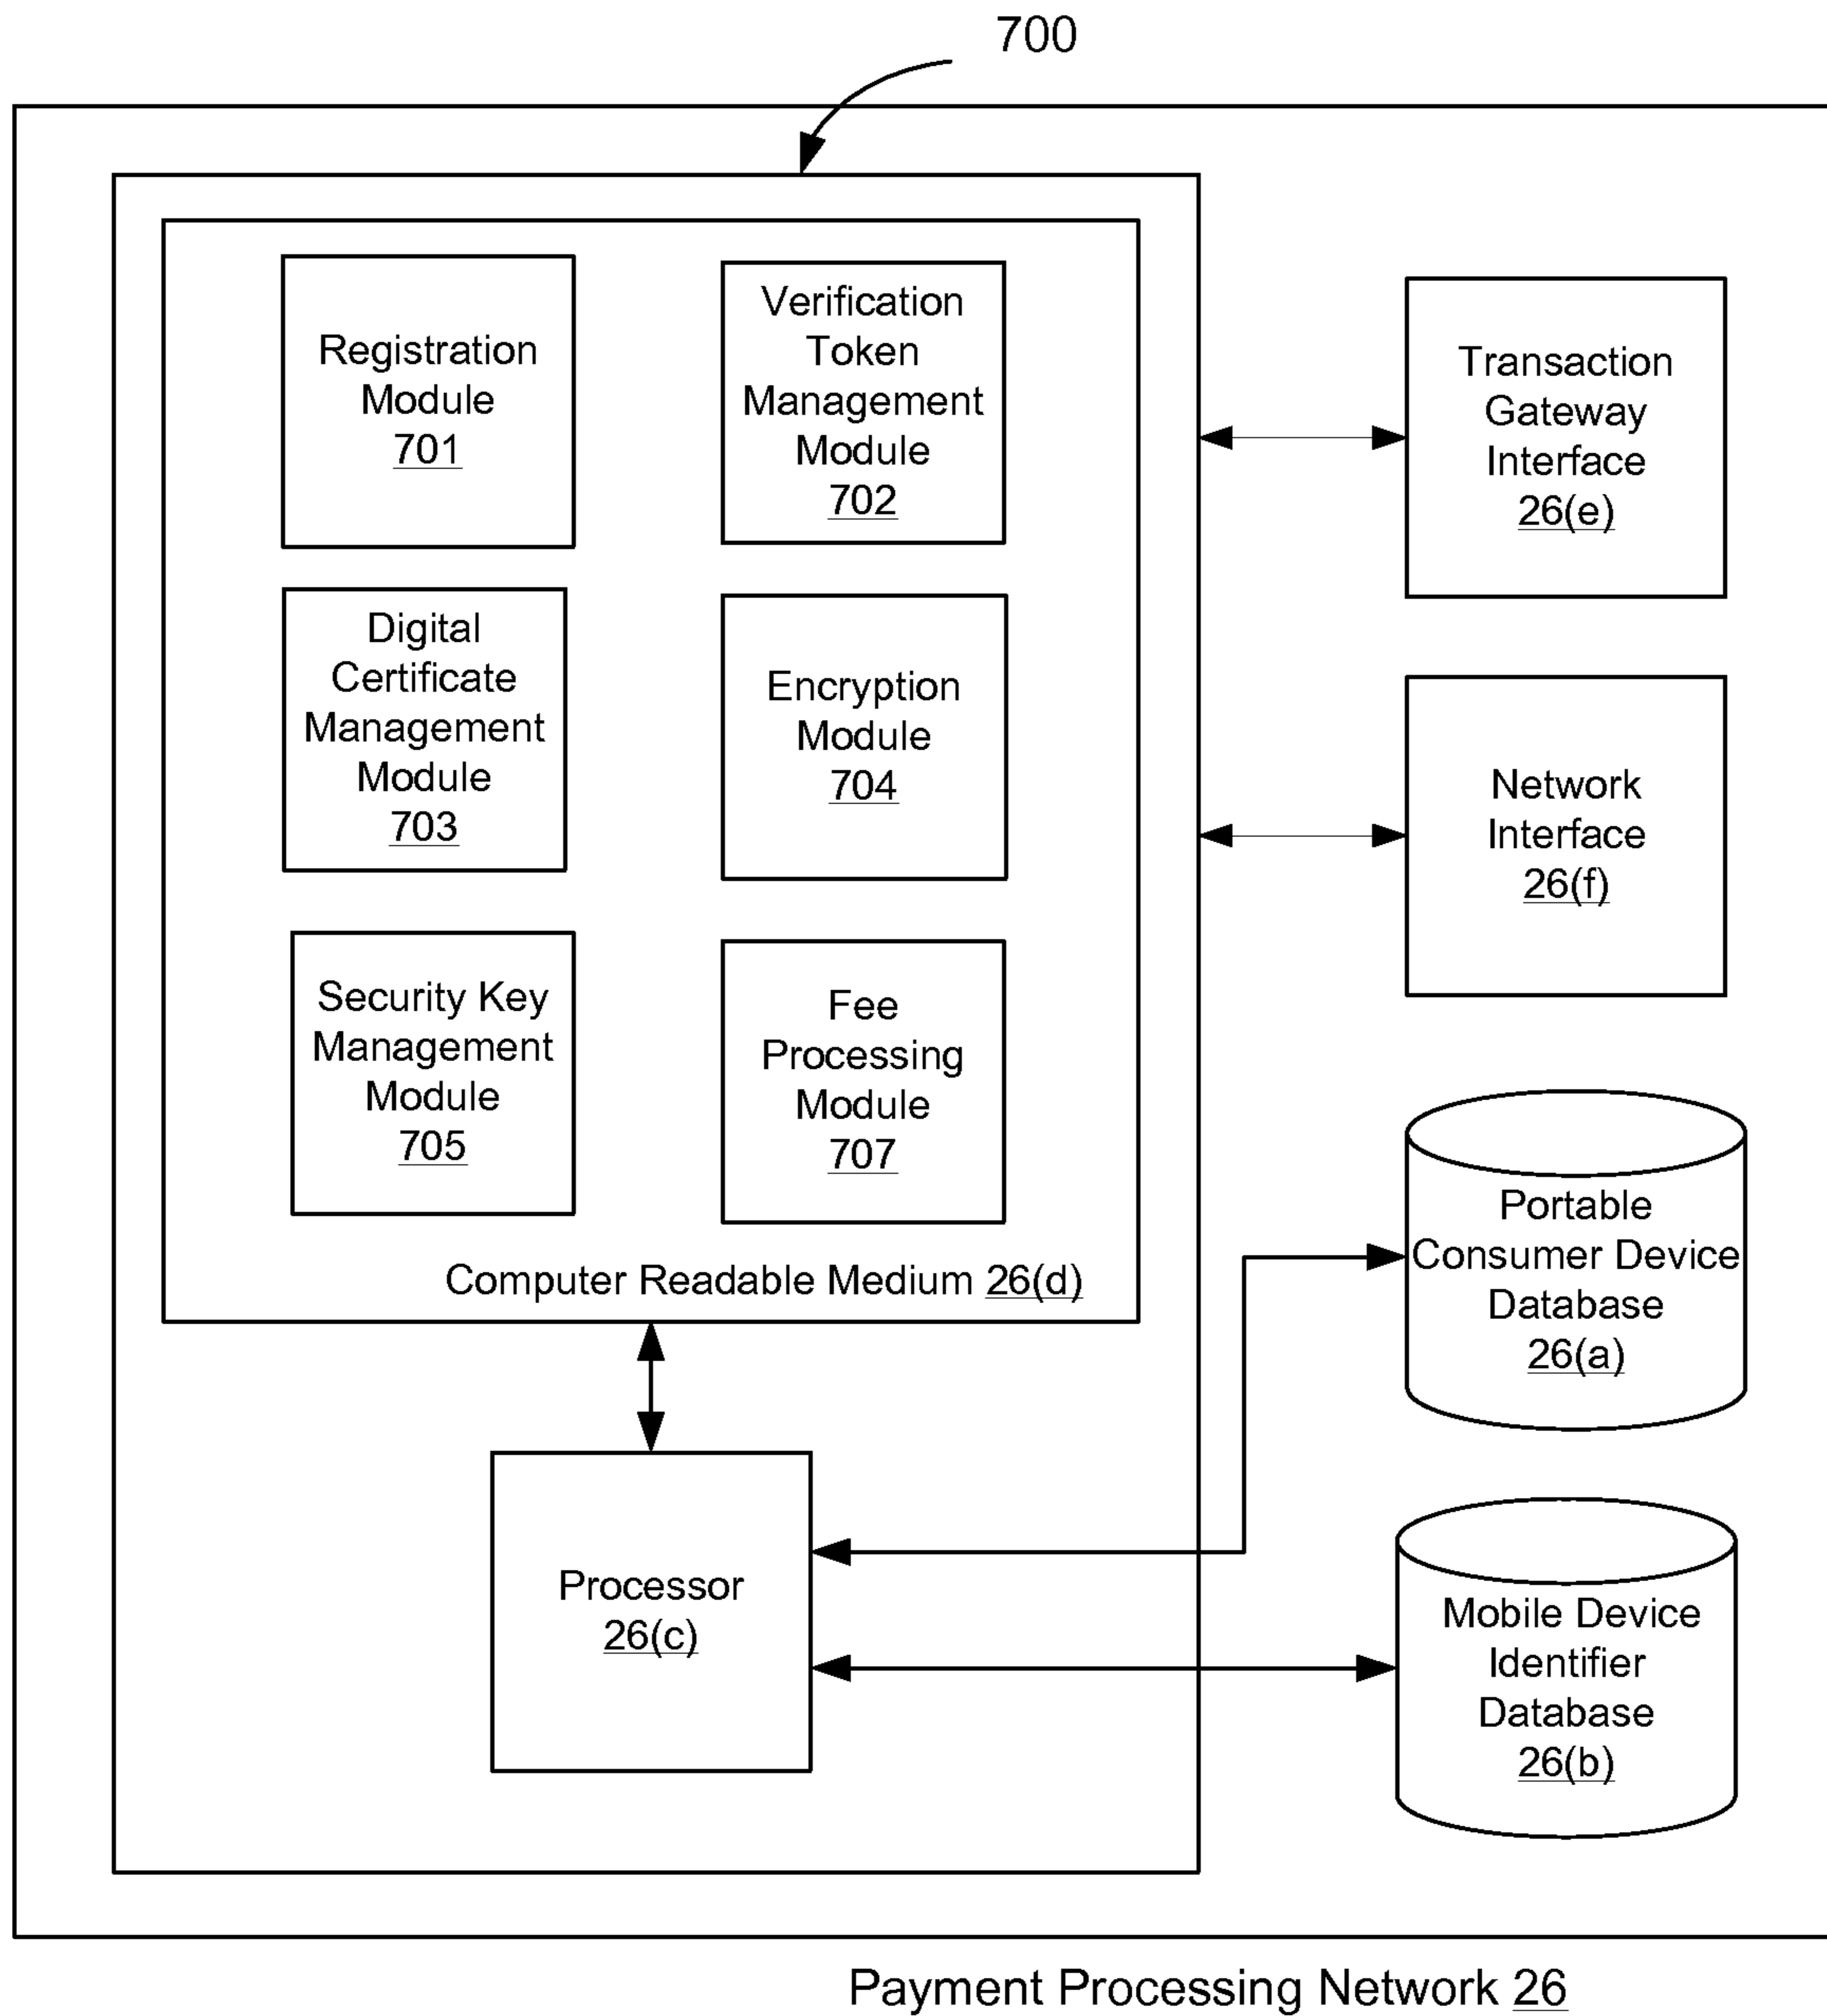 700
Registration
Module
701
Verification
Token
Management
Module
702
Digital
Certificate
Management
Module
703
Encryption
Module
704
Security Key
Management
Module
705
Fee
Processing
Module
707
Computer Readable Medium 26(d)
Processor
26(c)
Transaction
Gateway
Interface
26(e)
Network
Interface
26(f)
Portable
Consumer Device
Database
26(a)
Mobile Device
Identifier
Database
26(b)
Payment Processing Network 26